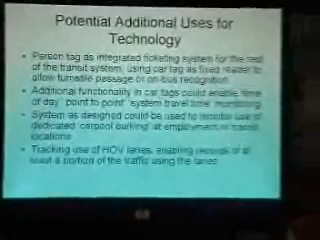 Potential Additional Uses for
Technology
• Person tag as integrated ticketing system for the rest
of the transit system, using car tag as fixed reader to
allow turnstile passage or on-bus recognition
• Additional functionality in car tags could enable "time
of day" "point to point" system travel time monitoring
• System as designed could be used to monitor use of
dedicated "carpool parking" at employment or transit
locations
• Tracking use of HOV lanes, enabling records of at
least a portion of the traffic using the lanes